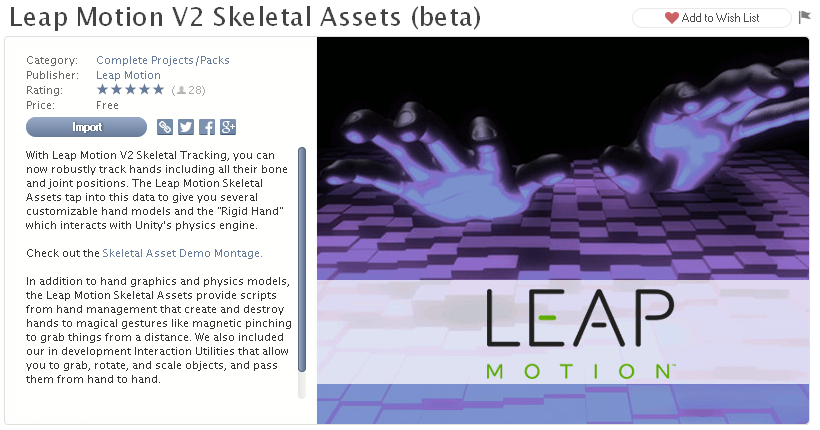 Leap Motion V2 Skeletal Assets (beta)
Add to Wish List
Category: Complete Projects/Packs
Publisher: Leap Motion
Rating: ★★★★★ (28)
Price: Free
Import
With Leap Motion V2 Skeletal Tracking, you can
now robustly track hands including all their bone
and joint positions. The Leap Motion Skeletal
Assets tap into this data to give you several
customizable hand models and the "Rigid Hand"
which interacts with Unity's physics engine.
Check out the Skeletal Asset Demo Montage.
In addition to hand graphics and physics models,
the Leap Motion Skeletal Assets provide scripts
from hand management that create and destroy
hands to magical gestures like magnetic pinching
to grab things from a distance. We also included
our in development Interaction Utilities that allow
you to grab, rotate, and scale objects, and pass
them from hand to hand.
LEAP
MOTION™